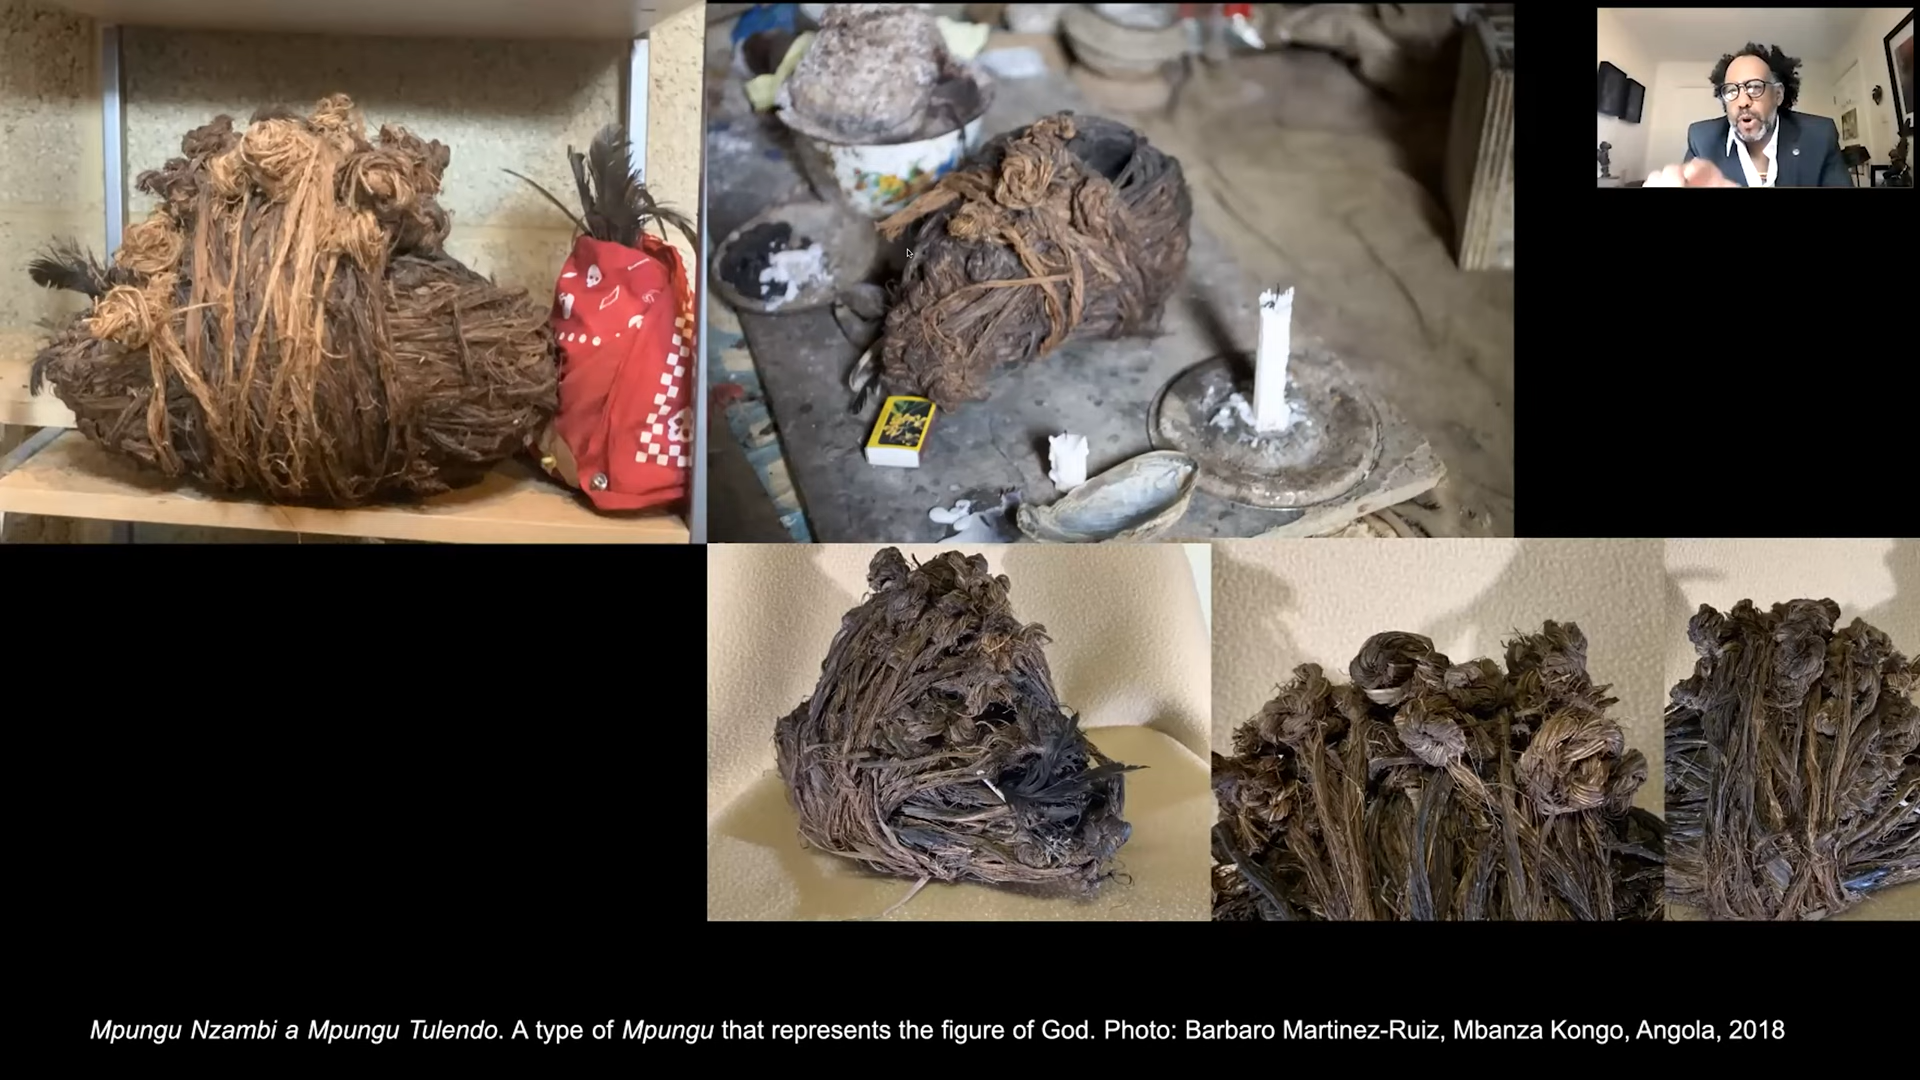 Mpungu Nzambi a Mpungu Tulendo. A type of Mpungu that represents the figure of God. Photo: Barbaro Martinez-Ruiz, Mbanza Kongo, Angola, 2018